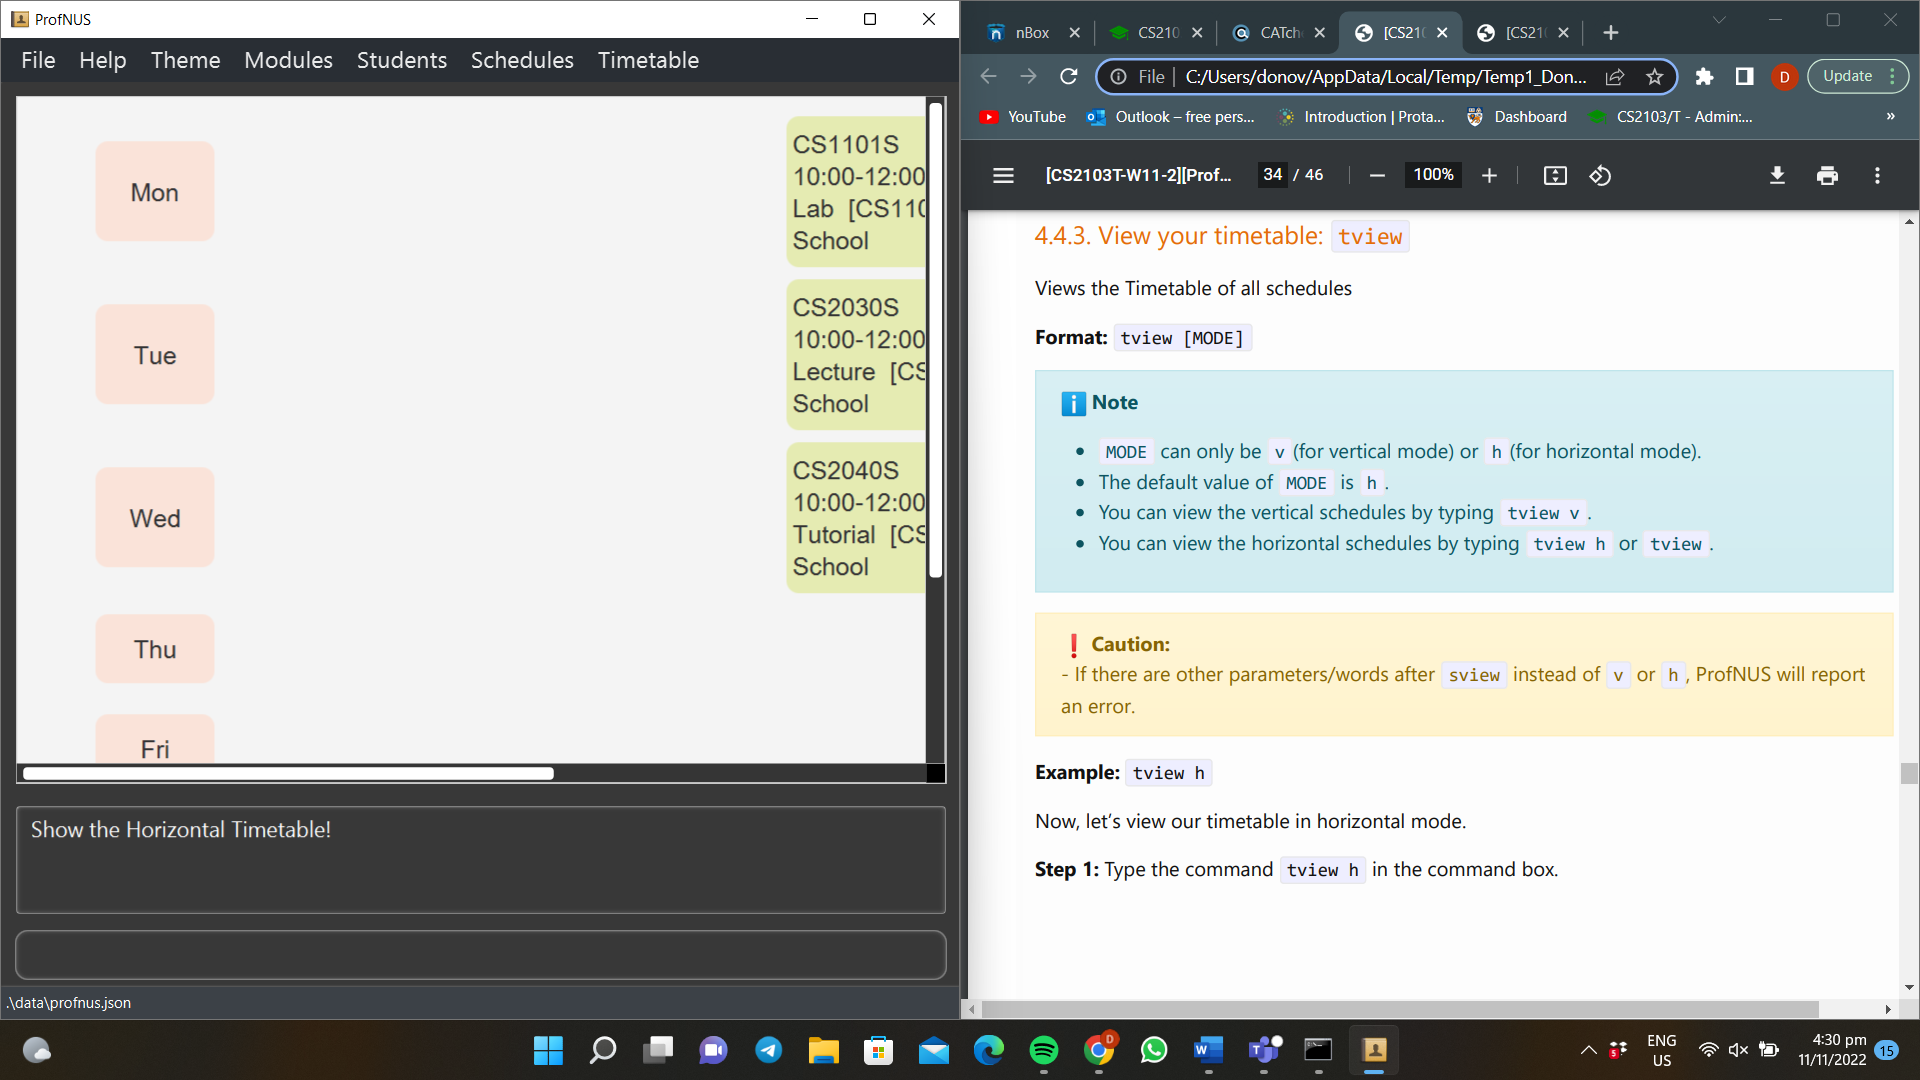 ProfNUS
File Help Theme Modules Students Schedules Timetable
Mon
CS1101S
10:00-12:00
Lab [CS110
School
Tue
CS2030S
10:00-12:00
Lecture [CS
School
Wed
CS2040S
10:00-12:00
Tutorial [CS
School
Thu
Fri
Show the Horizontal Timetable!
.\data\profnus.json
nBox CS210 CATch [CS210 [CS210
File C:/Users/donov/AppData/Local/Temp/Temp1_Don... D Update
YouTube Outlook – free pers... Introduction | Prota... Dashboard CS2103/T - Admin:... »
[CS2103T-W11-2][Prof... 34 / 46 100%
4.4.3. View your timetable: tview
Views the Timetable of all schedules
Format: tview [MODE]
Note
• MODE can only be v (for vertical mode) or h (for horizontal mode).
• The default value of MODE is h .
• You can view the vertical schedules by typing tview v .
• You can view the horizontal schedules by typing tview h or tview .
Caution:
- If there are other parameters/words after sview instead of v or h , ProfNUS will report
an error.
Example: tview h
Now, let’s view our timetable in horizontal mode.
Step 1: Type the command tview h in the command box.
ENG
US
4:30 pm
11/11/2022
15